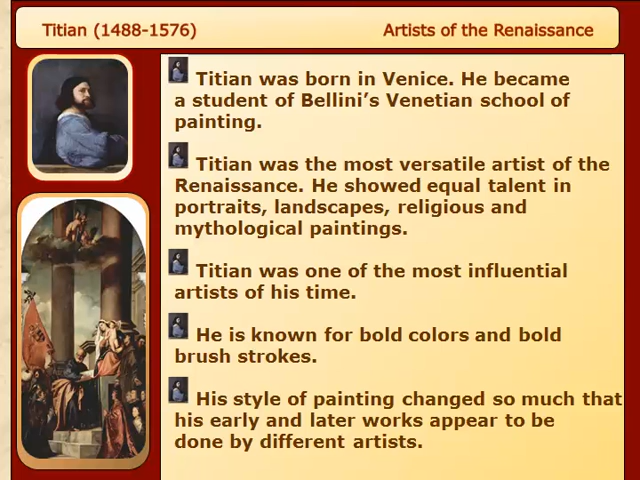 Titian (1488-1576) Artists of the Renaissance
Titian was born in Venice. He became
a student of Bellini’s Venetian school of
painting.
Titian was the most versatile artist of the
Renaissance. He showed equal talent in
portraits, landscapes, religious and
mythological paintings.
Titian was one of the most influential
artists of his time.
He is known for bold colors and bold
brush strokes.
His style of painting changed so much that
his early and later works appear to be
done by different artists.